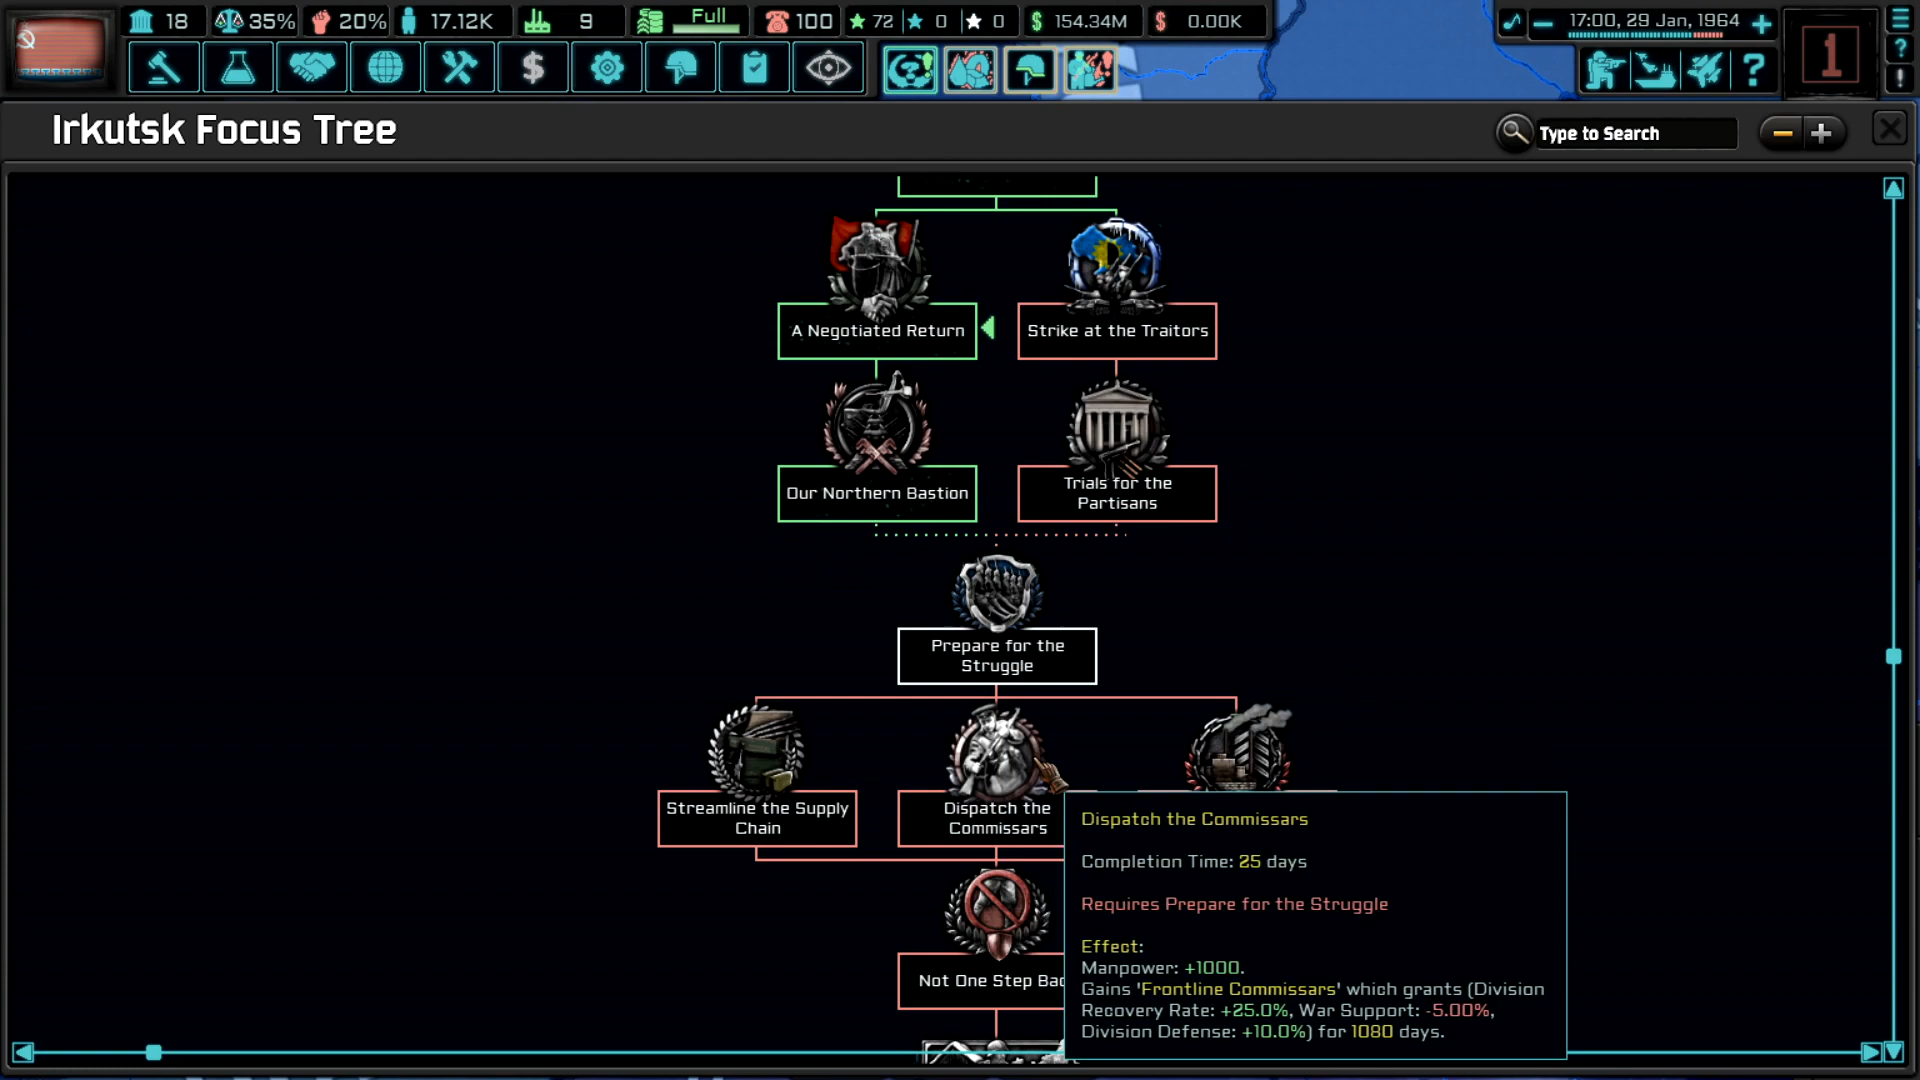 18
35%
20%
17.12K
9
Full
100
72
0
0
$ 154.34M
$ 0.00K
17:00, 29 Jan, 1964
1
?
?
!
Irkutsk Focus Tree
Type to Search
A Negotiated Return
Strike at the Traitors
Our Northern Bastion
Trials for the
Partisans
Prepare for the
Struggle
Streamline the Supply
Chain
Dispatch the
Commissars
Not One Step Bac
Dispatch the Commissars
Completion Time: 25 days
Requires Prepare for the Struggle
Effect:
Manpower: +1000.
Gains 'Frontline Commissars' which grants (Division
Recovery Rate: +25.0%, War Support: -5.00%,
Division Defense: +10.0%) for 1080 days.